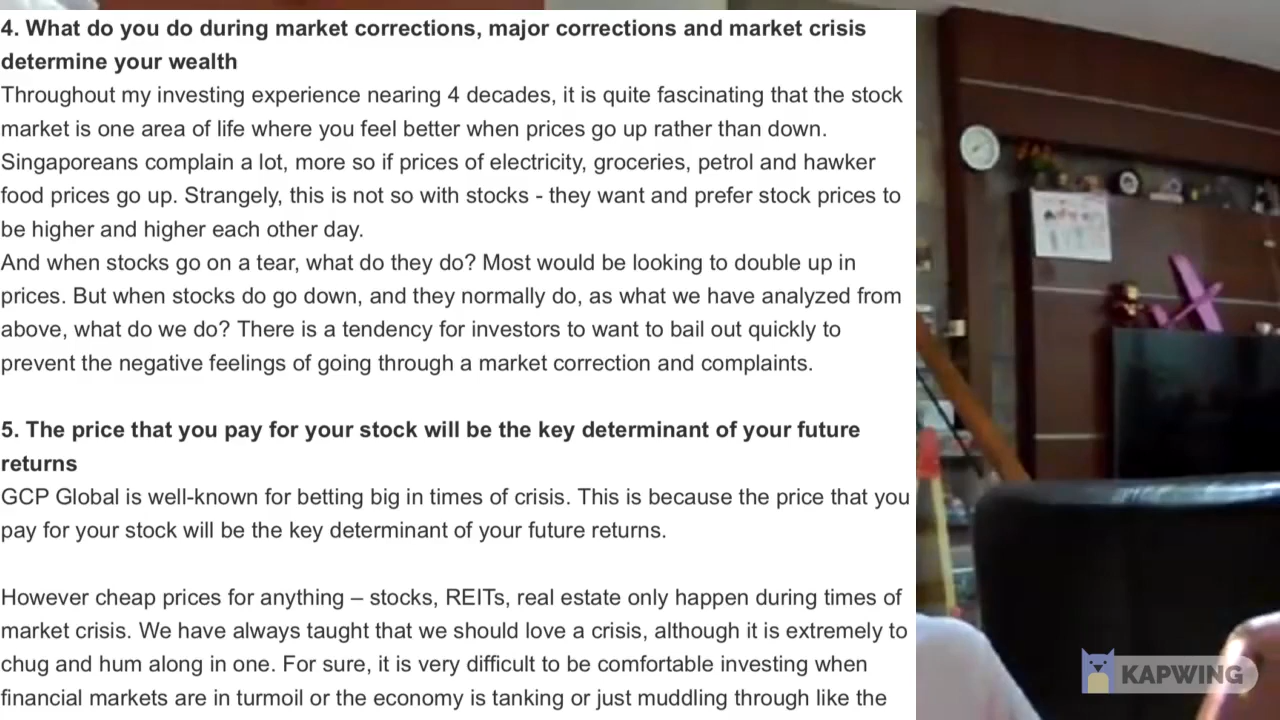 4. What do you do during market corrections, major corrections and market crisis
determine your wealth
Throughout my investing experience nearing 4 decades, it is quite fascinating that the stock
market is one area of life where you feel better when prices go up rather than down.
Singaporeans complain a lot, more so if prices of electricity, groceries, petrol and hawker
food prices go up. Strangely, this is not so with stocks - they want and prefer stock prices to
be higher and higher each other day.
And when stocks go on a tear, what do they do? Most would be looking to double up in
prices. But when stocks do go down, and they normally do, as what we have analyzed from
above, what do we do? There is a tendency for investors to want to bail out quickly to
prevent the negative feelings of going through a market correction and complaints.
5. The price that you pay for your stock will be the key determinant of your future
returns
GCP Global is well-known for betting big in times of crisis. This is because the price that you
pay for your stock will be the key determinant of your future returns.
However cheap prices for anything – stocks, REITs, real estate only happen during times of
market crisis. We have always taught that we should love a crisis, although it is extremely to
chug and hum along in one. For sure, it is very difficult to be comfortable investing when
financial markets are in turmoil or the economy is tanking or just muddling through like the
KAPWING